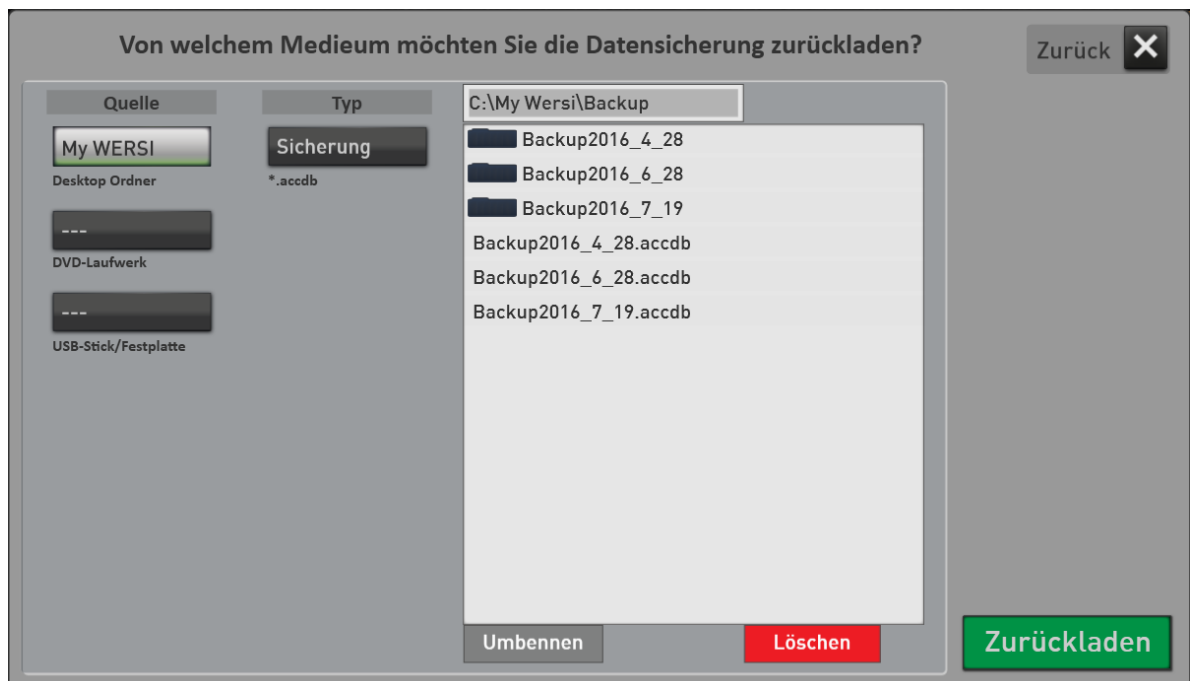 Von welchem Medieum möchten Sie die Datensicherung zurückladen?
Zurück
Quelle
Typ
C:\My Wersi\Backup
My WERSI
Desktop Ordner
Sicherung
*.accdb
---
DVD-Laufwerk
---
USB-Stick/Festplatte
Backup2016_4_28
Backup2016_6_28
Backup2016_7_19
Backup2016_4_28.accdb
Backup2016_6_28.accdb
Backup2016_7_19.accdb
Umbennen
Löschen
Zurückladen